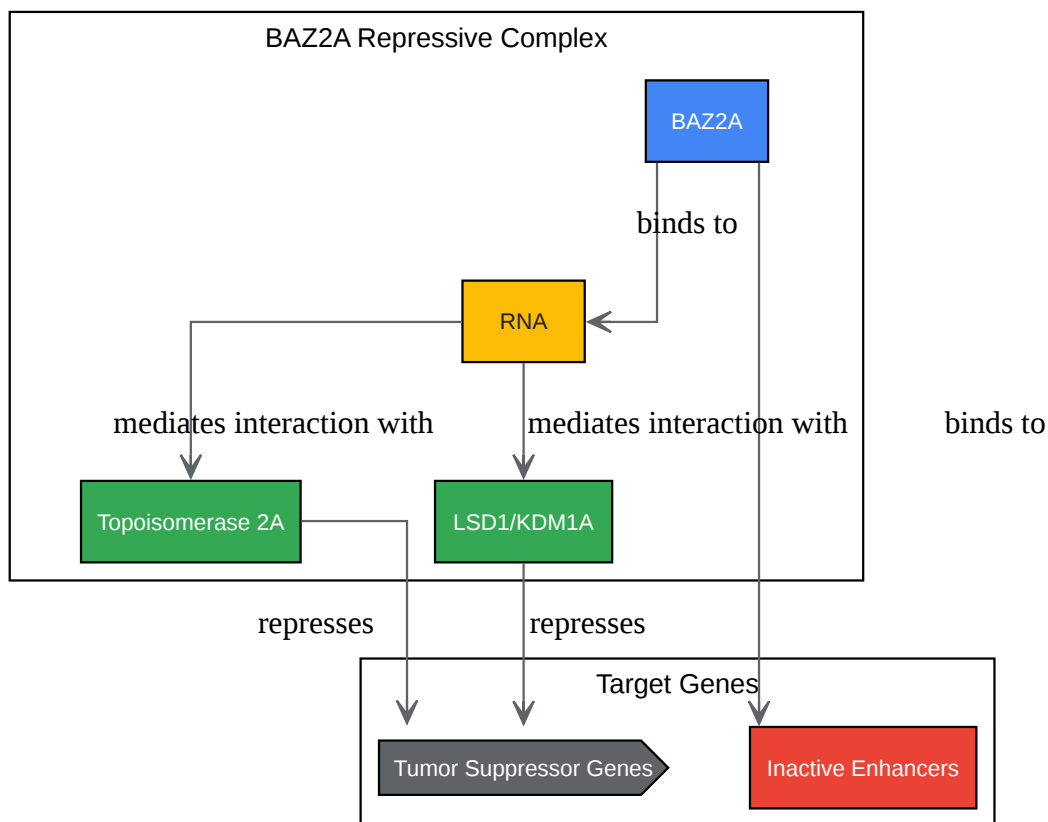 BAZ2A Repressive Complex
BAZ2A
binds to
RNA
mediates interaction with
mediates interaction with
binds to
Topoisomerase 2A
LSD1/KDM1A
represses
represses
Target Genes
Tumor Suppressor Genes
Inactive Enhancers